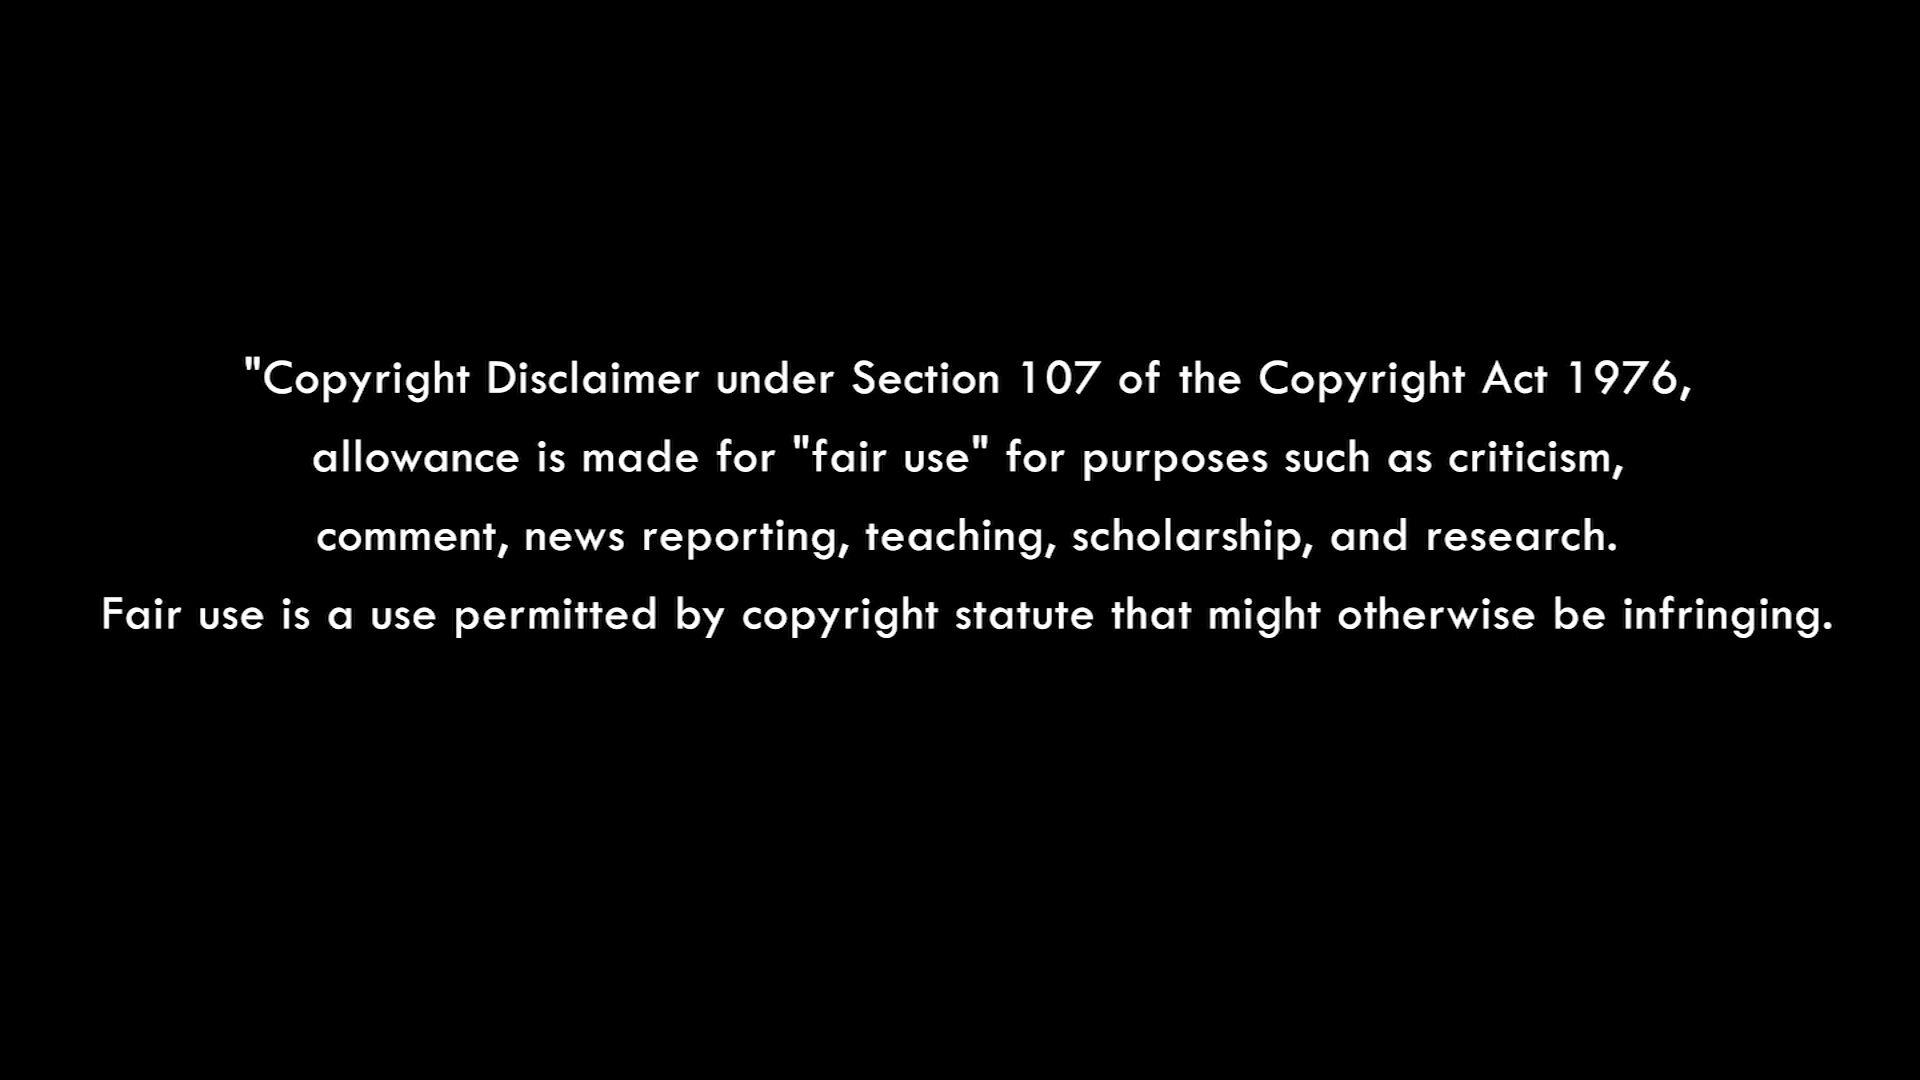 "Copyright Disclaimer under Section 107 of the Copyright Act 1976,
allowance is made for "fair use" for purposes such as criticism,
comment, news reporting, teaching, scholarship, and research.
Fair use is a use permitted by copyright statute that might otherwise be infringing.